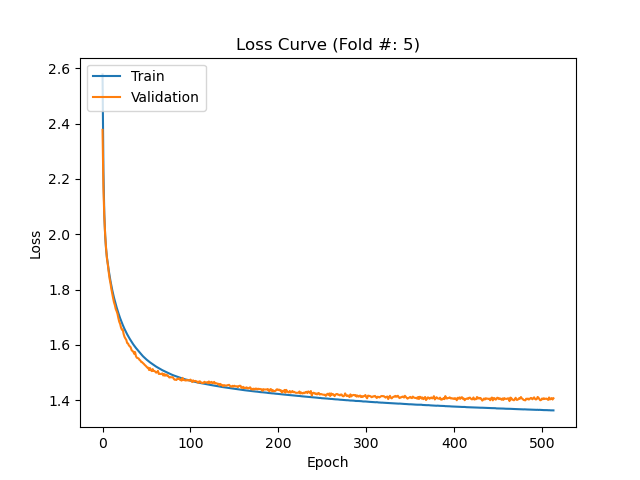 Loss Curve (Fold #: 5)
Train
Validation
2.6
2.4
2.2
2.0
1.8
1.6
1.4
Loss
0 100 200 300 400 500
Epoch